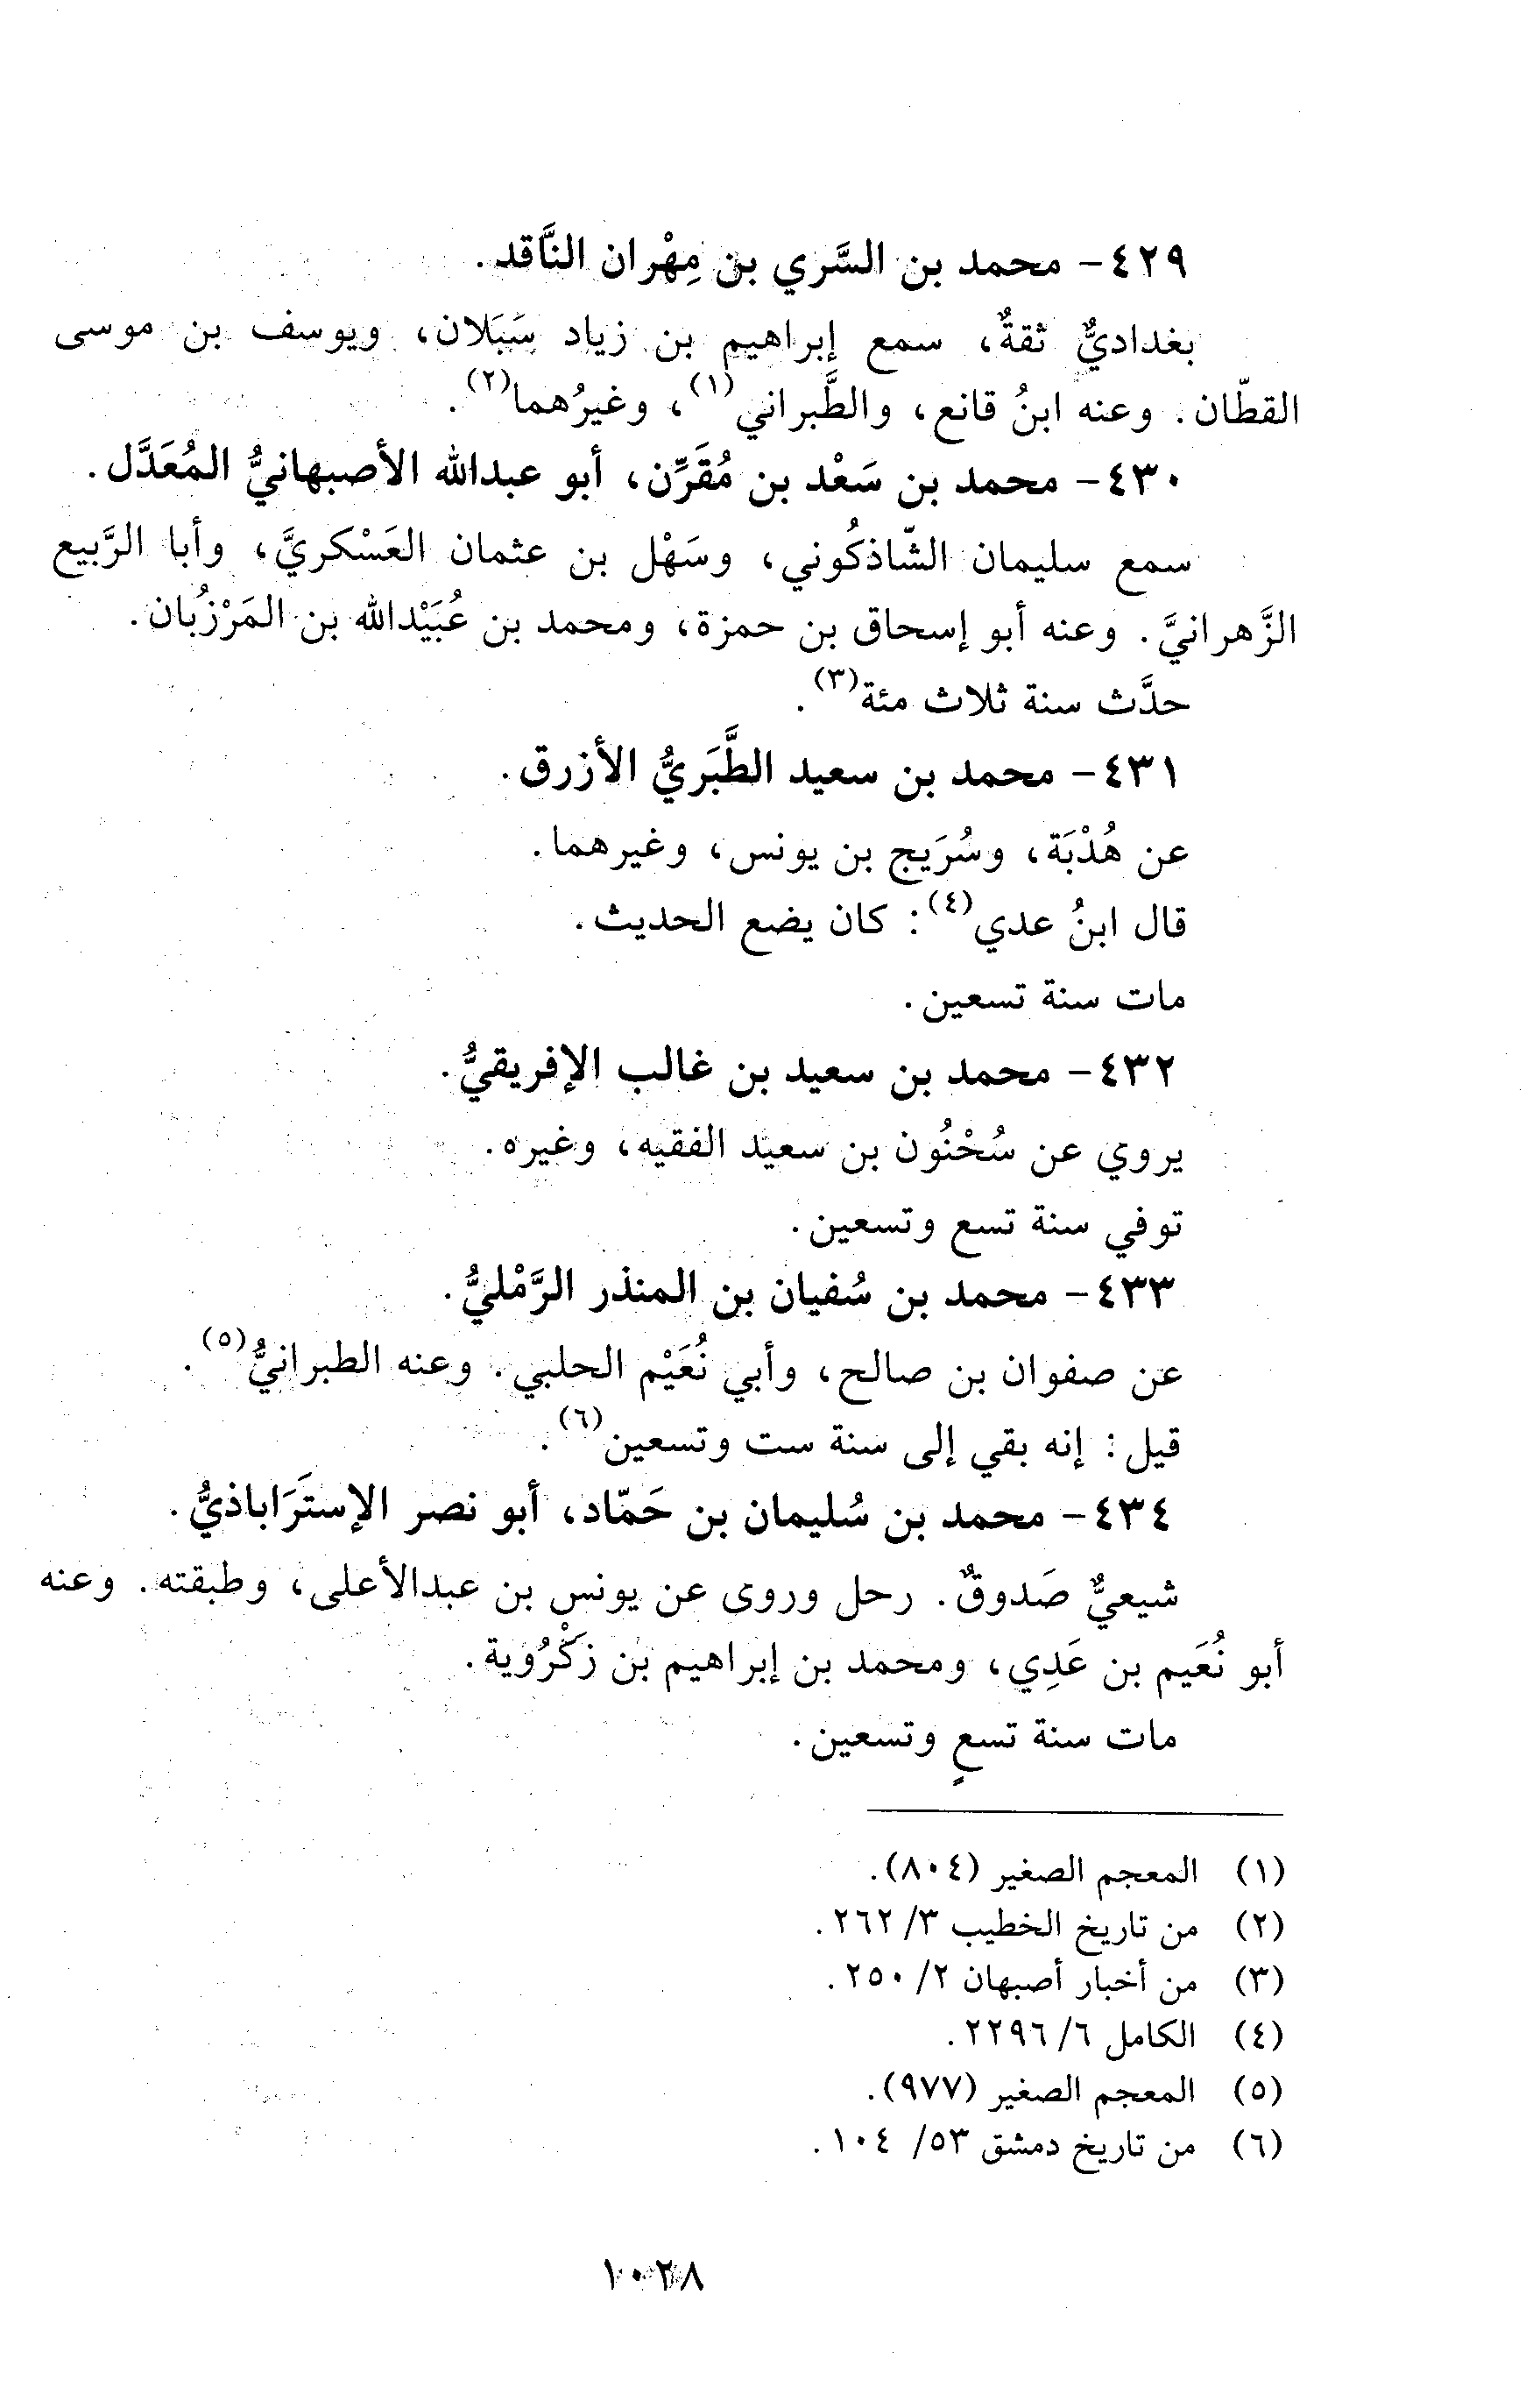 ٤٢٩- محمد بن السَّري بن مِهْران النَّاقد.
بغداديٌّ ثقةٌ، سمع إبراهيم بن زياد سَبَلان، ويوسف بن موسى
القطّان. وعنه ابنُ قانع، والطَّبراني(١)، وغيرُهما(٢).
٤٣٠- محمد بن سَعْد بن مُقَرِّن، أبو عبدالله الأصبهانيُّ المُعَدَّل.
سمع سليمان الشّاذكُوني، وسَهْل بن عثمان العَسْكريَّ، وأبا الرَّبيع
الزَّهرانيَّ. وعنه أبو إسحاق بن حمزة، ومحمد بن عُبَيْدالله بن المَرْزُبان.
حدَّث سنة ثلاث مئة(٣).
٤٣١- محمد بن سعيد الطَّبَريُّ الأزرق.
عن هُدْبَة، وسُرَيج بن يونس، وغيرهما.
قال ابنُ عدي(٤): كان يضع الحديث.
مات سنة تسعين.
٤٣٢- محمد بن سعيد بن غالب الإفريقيُّ.
يروي عن سُحْنُون بن سعيد الفقيه، وغيره.
توفي سنة تسع وتسعين.
٤٣٣- محمد بن سُفيان بن المنذر الرَّمْليُّ.
عن صفوان بن صالح، وأبي نُعَيْم الحلبي. وعنه الطبرانيُّ(٥).
قيل: إنه بقي إلى سنة ست وتسعين(٦).
٤٣٤- محمد بن سُليمان بن حَمّاد، أبو نصر الإستَرَاباذيُّ.
شيعيٌّ صَدوقٌ. رحل وروى عن يونس بن عبدالأعلى، وطبقته. وعنه
أبو نُعَيم بن عَدِي، ومحمد بن إبراهيم بن زَكْرُوية.
مات سنة تسعٍ وتسعين.
(١) المعجم الصغير (٨٠٤).
(٢) من تاريخ الخطيب ٣/ ٢٦٢.
(٣) من أخبار أصبهان ٢/ ٢٥٠.
(٤) الكامل ٦/ ٢٢٩٦.
(٥) المعجم الصغير (٩٧٧).
(٦) من تاريخ دمشق ٥٣/ ١٠٤.
١٠٢٨